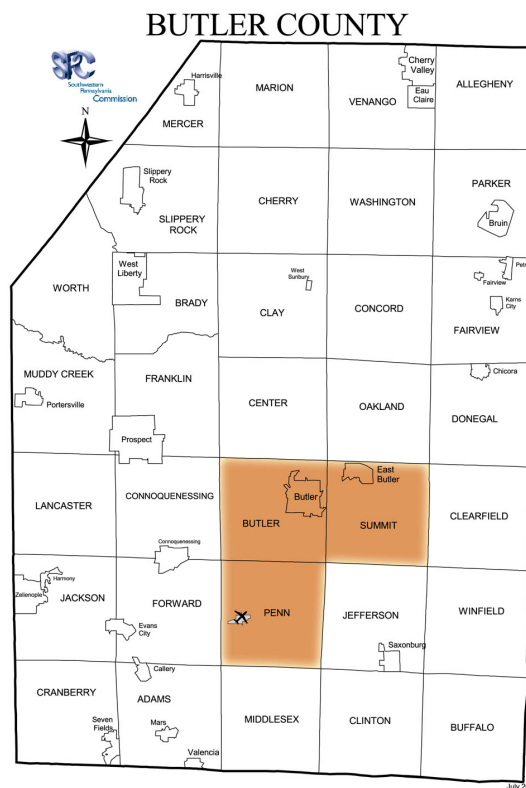 BUTLER COUNTY
SPC
Southwestern
Pennsylvania
Commission
N
Harrisville
MERCER
MARION
VENANGO
Cherry
Valley
Eau
Claire
ALLEGHENY
Slippery
Rock
SLIPPERY
ROCK
CHERRY
WASHINGTON
PARKER
Bruin
WORTH
West
Liberty
BRADY
West
Sunbury
CLAY
CONCORD
Petr
Fairview
Karns
City
FAIRVIEW
MUDDY CREEK
Portersville
FRANKLIN
Prospect
CENTER
OAKLAND
Chicora
DONEGAL
LANCASTER
CONNOQUENESSING
Connoquenessing
BUTLER
Butler
East
Butler
SUMMIT
CLEARFIELD
Harmony
Zelienople
JACKSON
FORWARD
Evans
City
PENN
JEFFERSON
Saxonburg
WINFIELD
CRANBERRY
Seven
Fields
Callery
ADAMS
Mars
Valencia
MIDDLESEX
CLINTON
BUFFALO
July 2